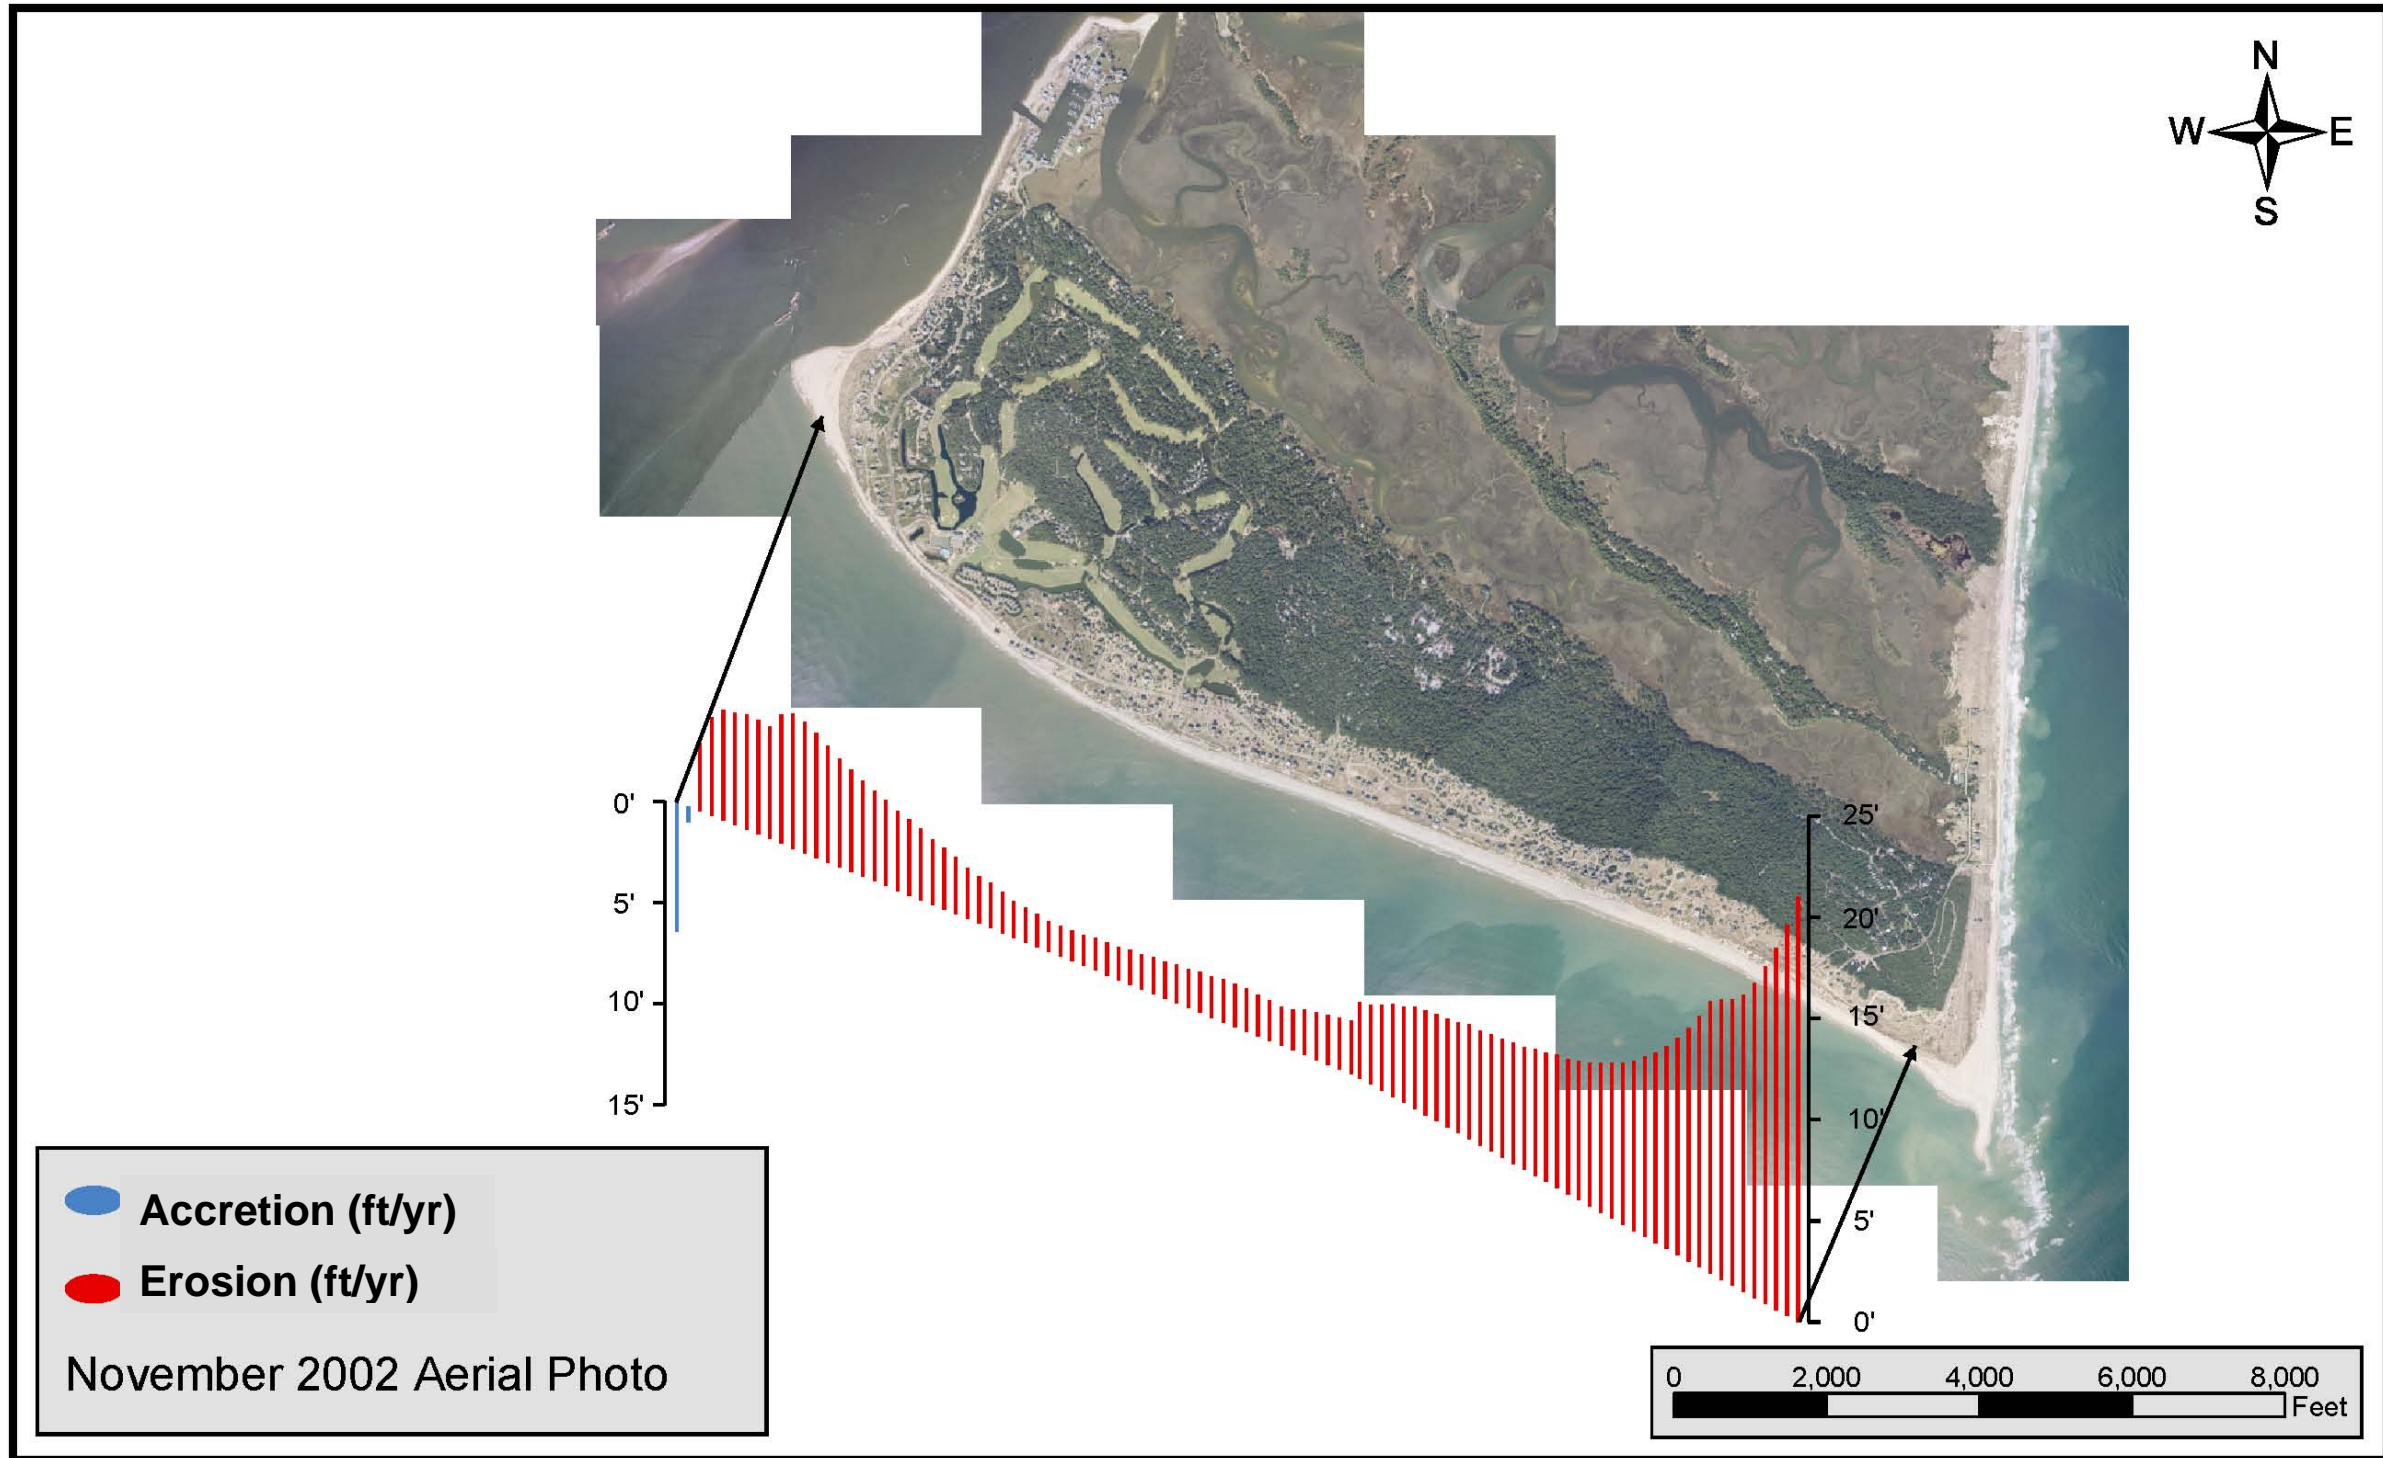 N
W E
S
0'
5'
10'
15'
25'
20'
15'
10'
5'
0'
Accretion (ft/yr)
Erosion (ft/yr)
November 2002 Aerial Photo
0 2,000 4,000 6,000 8,000
Feet